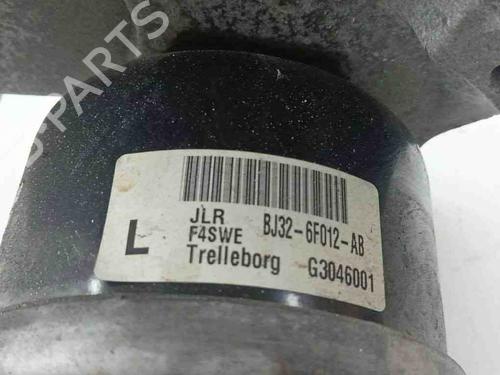 B-Parts
JLR BJ32-6F012-AB
L F4SWE
Trelleborg G3046001